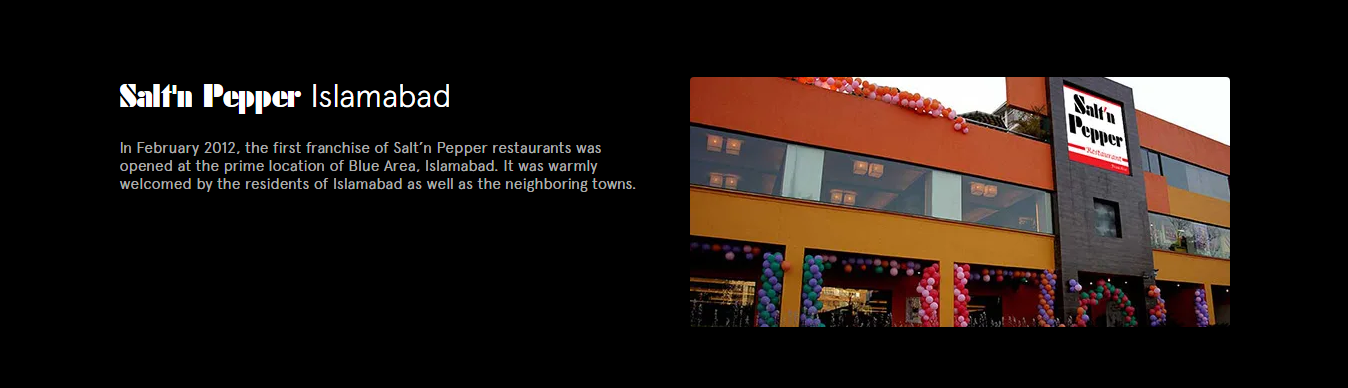 Salt'n Pepper Islamabad
In February 2012, the first franchise of Salt’n Pepper restaurants was
opened at the prime location of Blue Area, Islamabad. It was warmly
welcomed by the residents of Islamabad as well as the neighboring towns.
Salt'n
Pepper
Restaurant